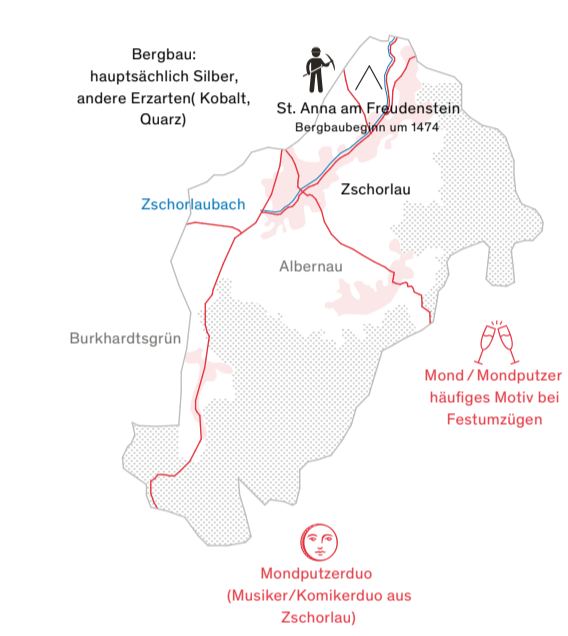 Bergbau:
hauptsächlich Silber,
andere Erzarten( Kobalt,
Quarz)
St. Anna am Freudenstein
Bergbaubeginn um 1474
Zschorlau
Zschorlaubach
Albernau
Burkhardtsgrün
Mond / Mondputzer
häufiges Motiv bei
Festumzügen
Mondputzerduo
(Musiker/Komikerduo aus
Zschorlau)